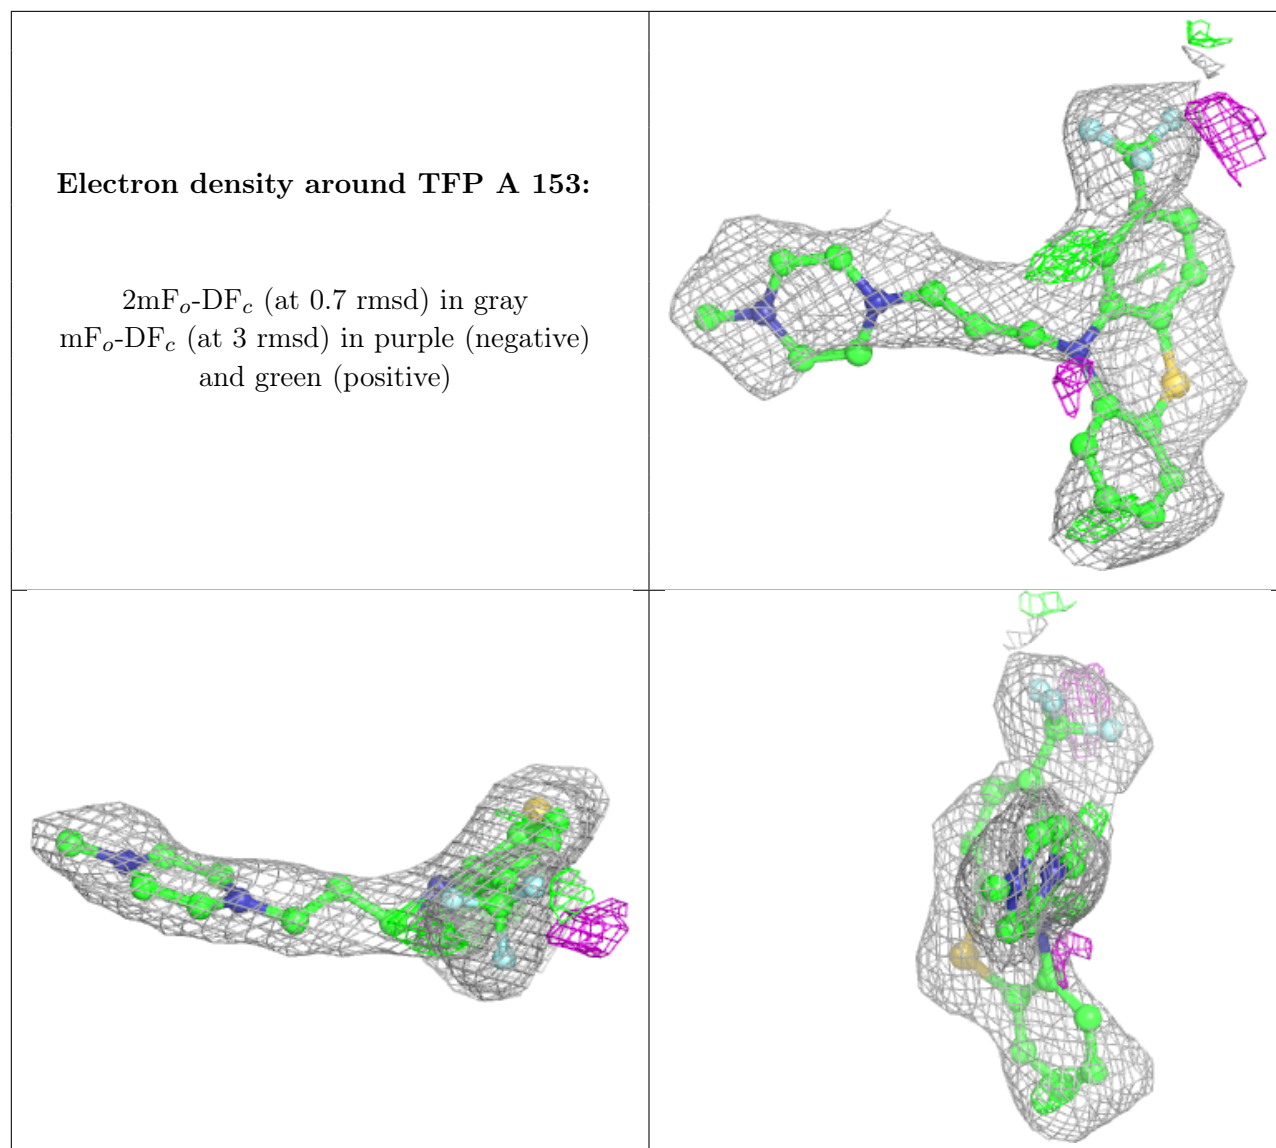 Electron density around TFP A 153:
2mFo-DFc (at 0.7 rmsd) in gray
mFo-DFc (at 3 rmsd) in purple (negative)
and green (positive)